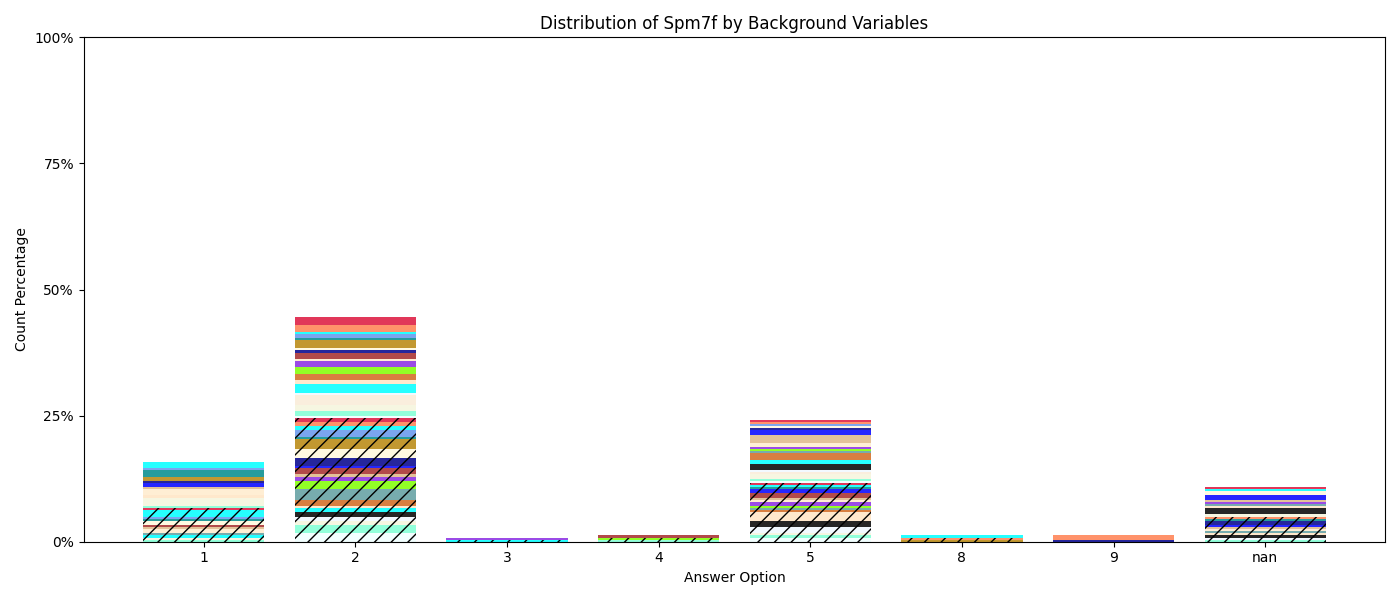 Distribution of Spm7f by Background Variables
100%
75%
50%
25%
0%
Count Percentage
1 2 3 4 5 8 9 nan
Answer Option